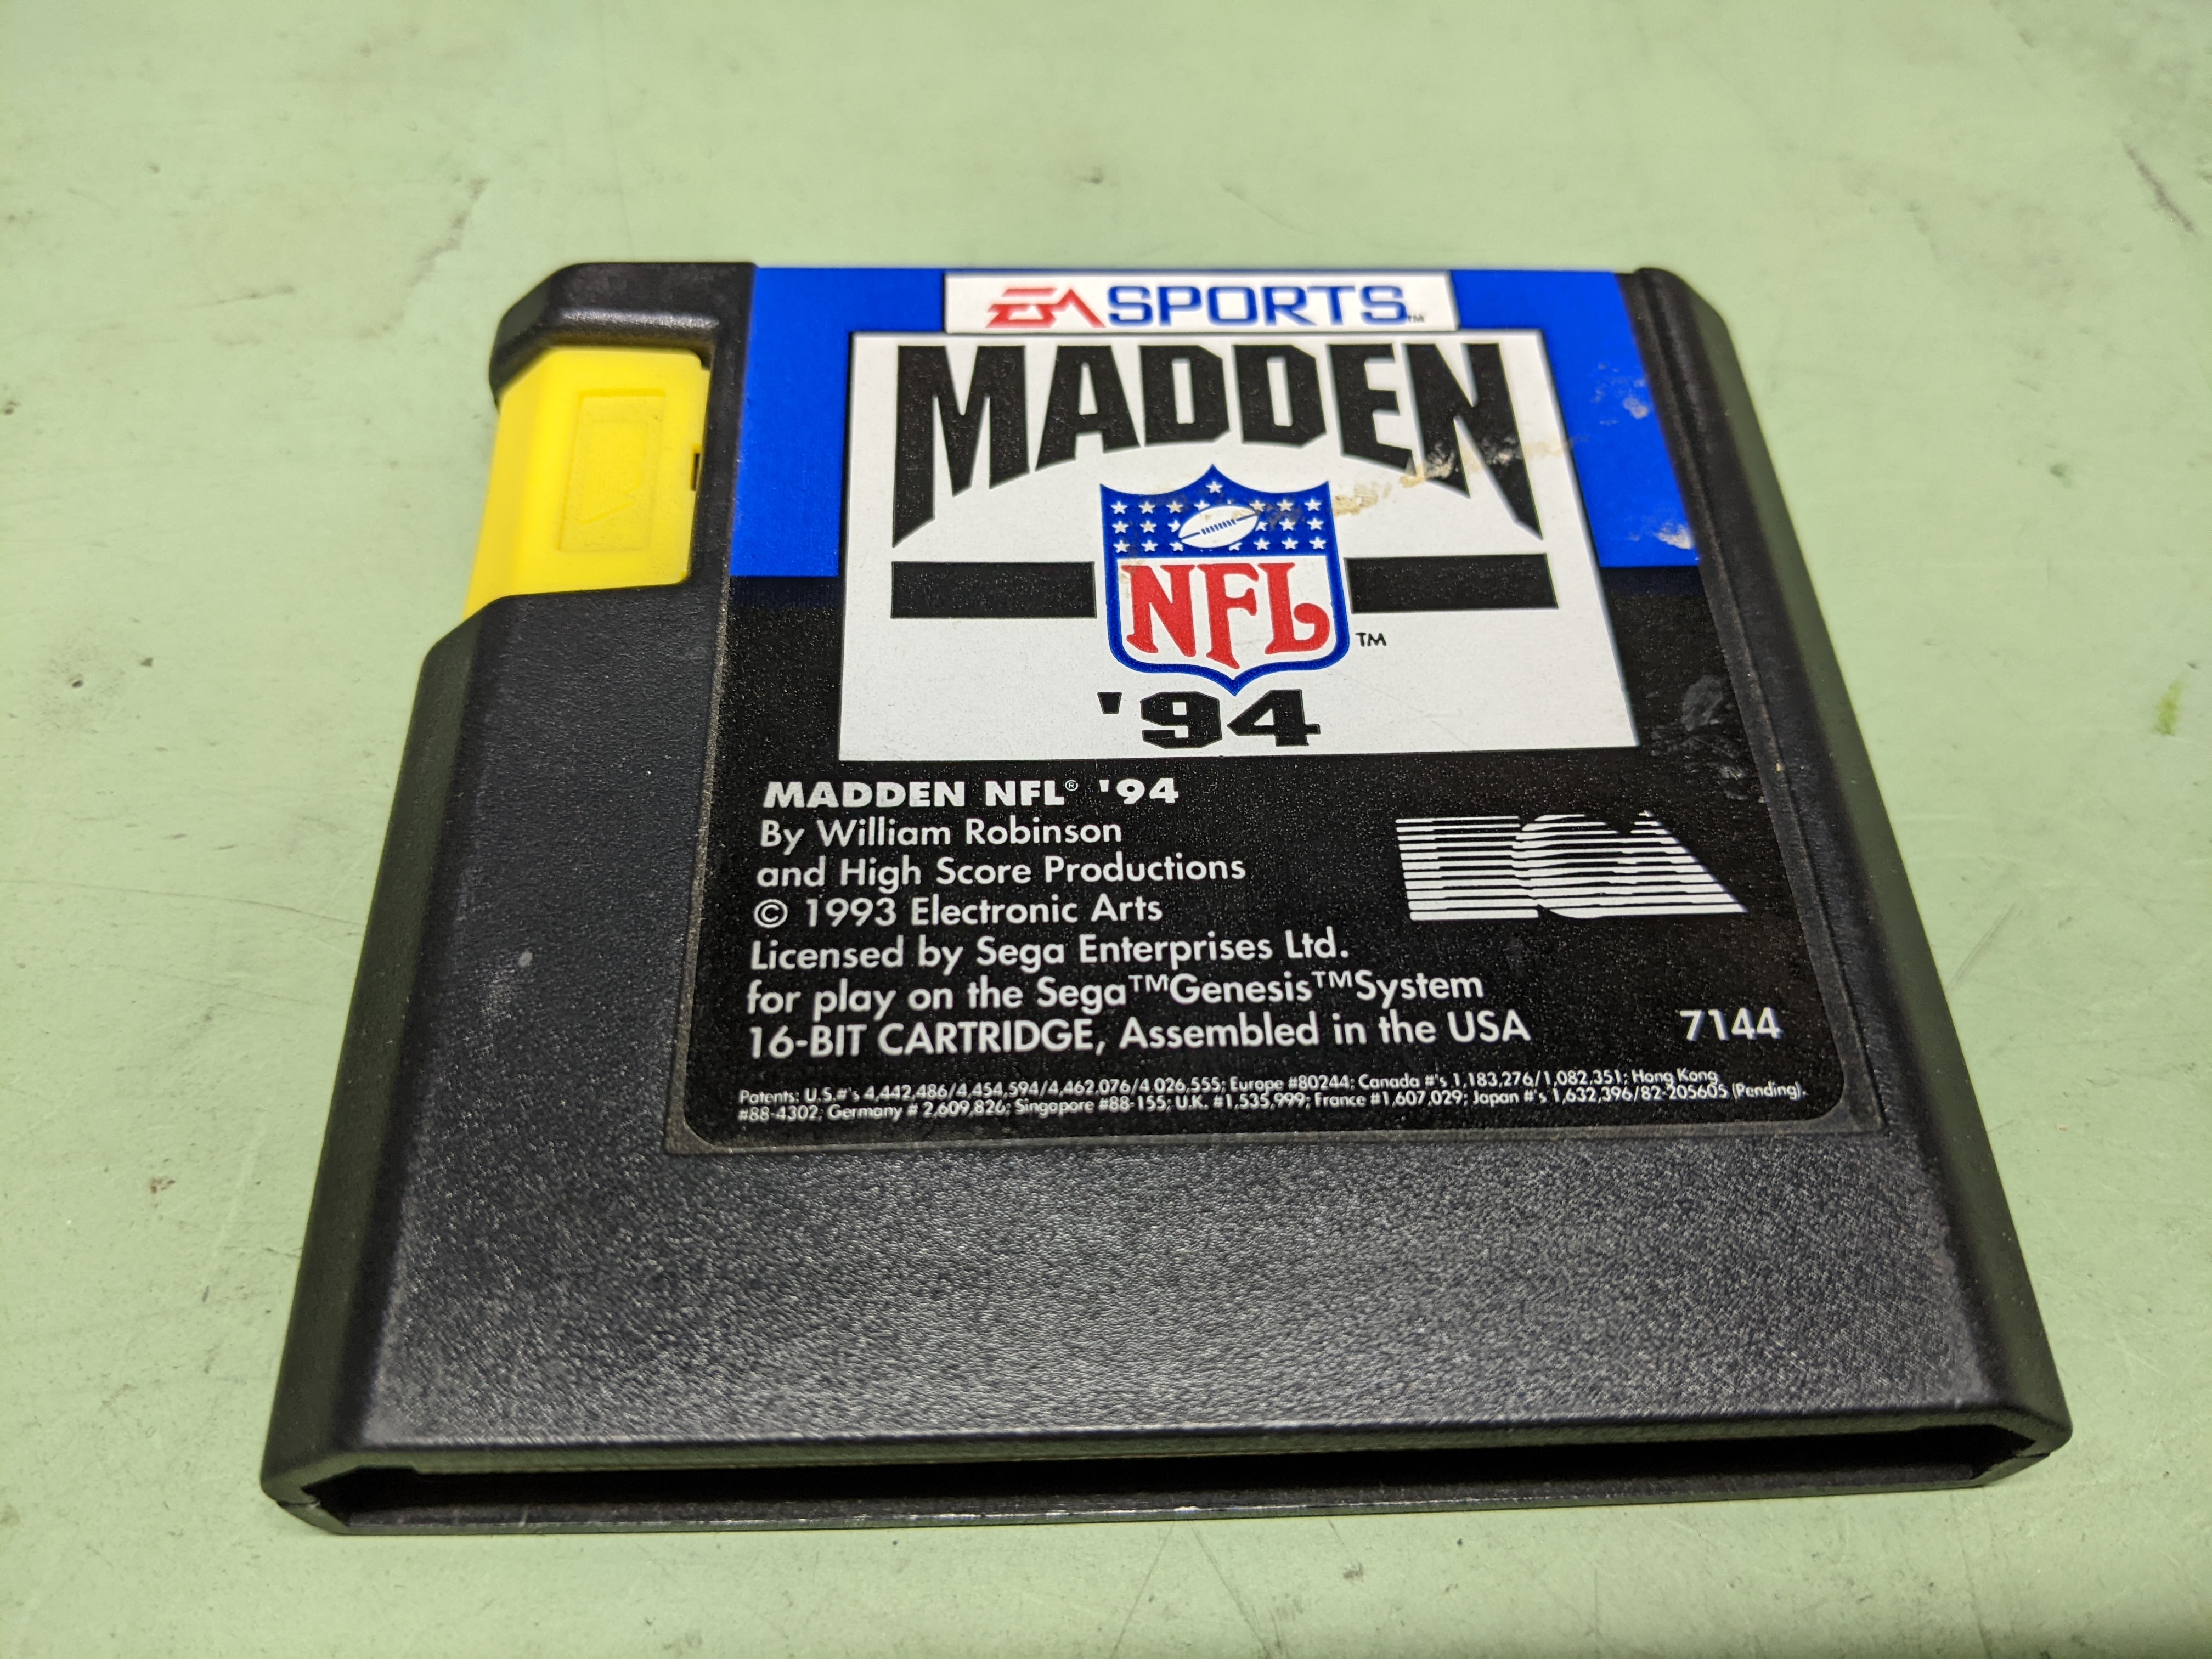 EA SPORTS™
MADDEN
NFL™
'94
MADDEN NFL® '94
By William Robinson
and High Score Productions
© 1993 Electronic Arts
Licensed by Sega Enterprises Ltd.
for play on the Sega™Genesis™System
16-BIT CARTRIDGE, Assembled in the USA
7144
EA
Patents: U.S.#'s 4,442,486/4,454,594/4,462,076/4,026,555; Europe #80244; Canada #'s 1,183,276/1,082,351; Hong Kong
#88-4302; Germany # 2,609,826; Singapore #88-155; U.K. #1,535,999; France #1,607,029; Japan #'s 1,632,396/82-205605 (Pending).